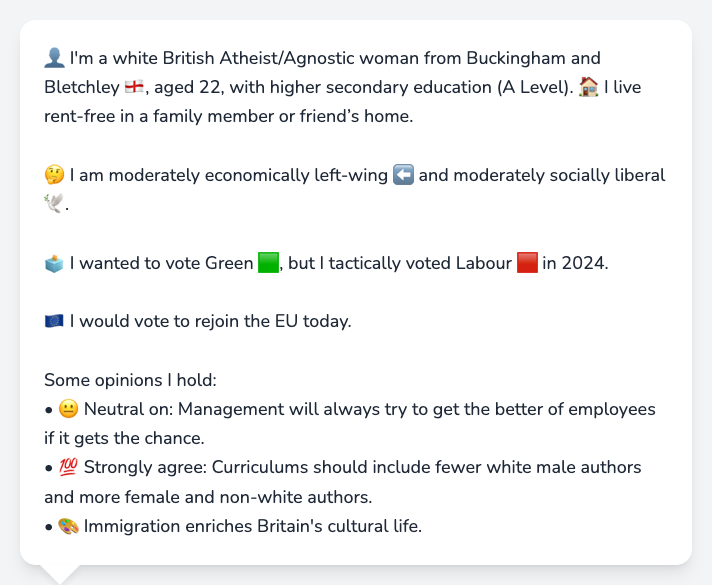 👤 I'm a white British Atheist/Agnostic woman from Buckingham and
Bletchley 🏴󠁧󠁢󠁥󠁮󠁧󠁿, aged 22, with higher secondary education (A Level). 🏠 I live
rent-free in a family member or friend’s home.
🤔 I am moderately economically left-wing ⬅️ and moderately socially liberal
🕊️.
🗳️ I wanted to vote Green 🟩, but I tactically voted Labour 🟥 in 2024.
🇪🇺 I would vote to rejoin the EU today.
Some opinions I hold:
• 😐 Neutral on: Management will always try to get the better of employees
if it gets the chance.
• 💯 Strongly agree: Curriculums should include fewer white male authors
and more female and non-white authors.
• 🎨 Immigration enriches Britain's cultural life.